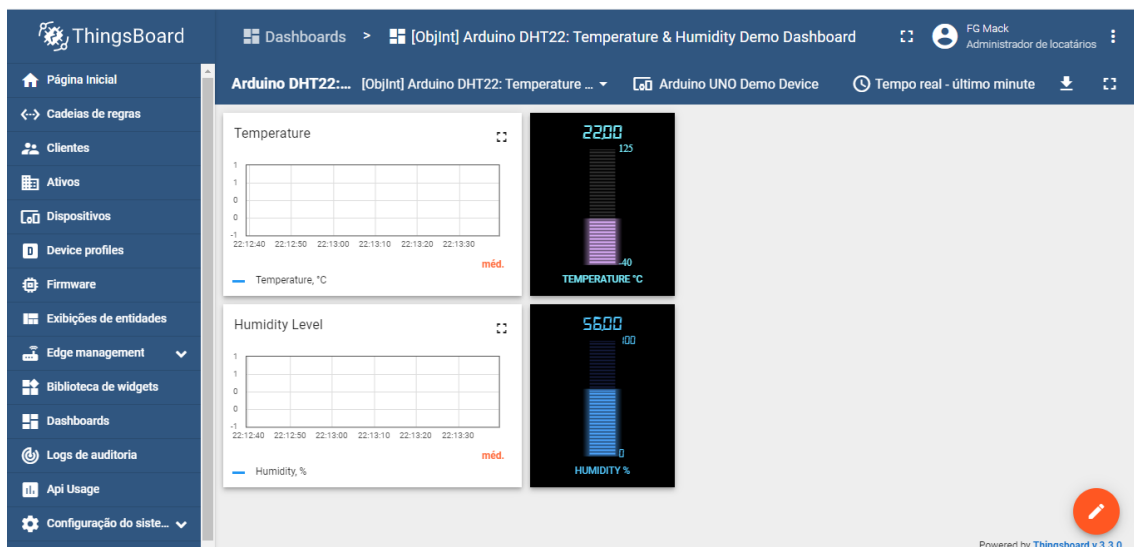 ThingsBoard
Dashboards > [ObjInt] Arduino DHT22: Temperature & Humidity Demo Dashboard
FG Mack
Administrador de locatários
Página Inicial
Cadeias de regras
Clientes
Ativos
Dispositivos
Device profiles
Firmware
Exibições de entidades
Edge management
Biblioteca de widgets
Dashboards
Logs de auditoria
Api Usage
Configuração do siste...
Arduino DHT22:... [ObjInt] Arduino DHT22: Temperature ... Arduino UNO Demo Device Tempo real - último minute
Temperature
1
1
0
0
-1
22:12:40 22:12:50 22:13:00 22:13:10 22:13:20 22:13:30
méd.
Temperature, °C
22.00
125
-40
TEMPERATURE °C
Humidity Level
1
1
0
0
-1
22:12:40 22:12:50 22:13:00 22:13:10 22:13:20 22:13:30
méd.
Humidity, %
56.00
100
0
HUMIDITY %
Powered by Thingsboard v.3.3.0